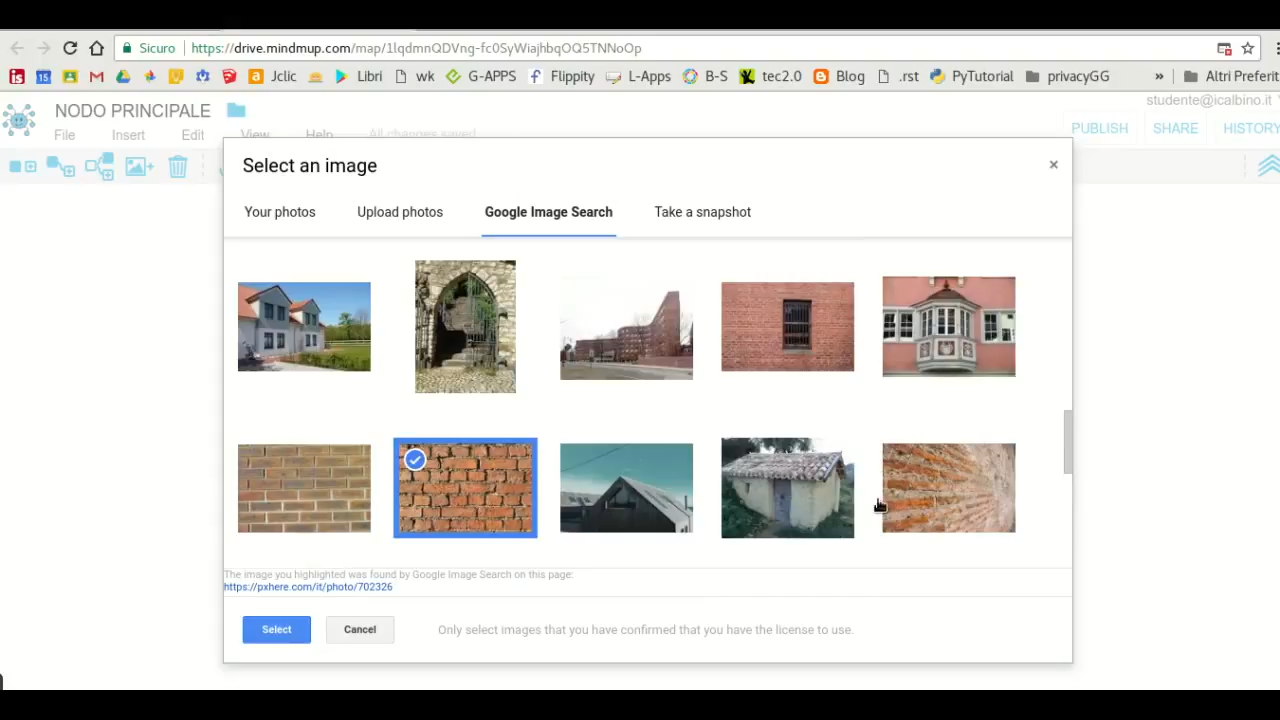 Sicuro https://drive.mindmup.com/map/1lqdmnQDVng-fc0SyWiajhbqOQ5TNNoOp
Jclic Libri wk G-APPS Flippity L-Apps B-S tec2.0 Blog .rst PyTutorial privacyGG » Altri Preferit
NODO PRINCIPALE
studente@icalbino.it
File Insert Edit View Help All changes saved!
PUBLISH SHARE HISTORY
Select an image ×
Your photos Upload photos Google Image Search Take a snapshot
The image you highlighted was found by Google Image Search on this page:
https://pxhere.com/it/photo/702326
Select Cancel Only select images that you have confirmed that you have the license to use.